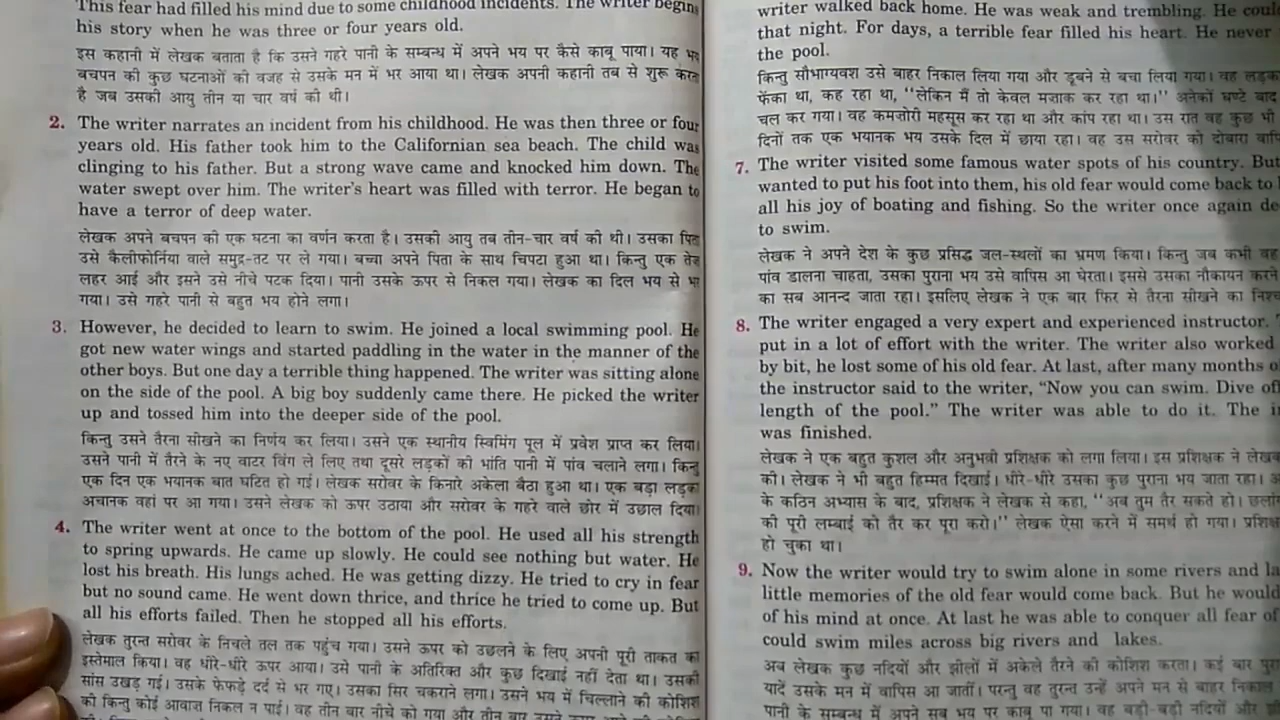 This fear had filled his mind due to some childhood incidents. The writer begins
his story when he was three or four years old.
इस कहानी में लेखक बताता है कि उसने गहरे पानी के सम्बन्ध में अपने भय पर कैसे काबू पाया। यह भय
बचपन की कुछ घटनाओं की वजह से उसके मन में भर आया था। लेखक अपनी कहानी तब से शुरू करता
है जब उसकी आयु तीन या चार वर्ष की थी।
2. The writer narrates an incident from his childhood. He was then three or four
years old. His father took him to the Californian sea beach. The child was
clinging to his father. But a strong wave came and knocked him down. The
water swept over him. The writer's heart was filled with terror. He began to
have a terror of deep water.
लेखक अपने बचपन की एक घटना का वर्णन करता है। उसकी आयु तब तीन-चार वर्ष की थी। उसका पिता
उसे कैलीफोर्निया वाले समुद्र-तट पर ले गया। बच्चा अपने पिता के साथ चिपटा हुआ था। किन्तु एक तेज
लहर आई और इसने उसे नीचे पटक दिया। पानी उसके ऊपर से निकल गया। लेखक का दिल भय से भर
गया। उसे गहरे पानी से बहुत भय होने लगा।
3. However, he decided to learn to swim. He joined a local swimming pool. He
got new water wings and started paddling in the water in the manner of the
other boys. But one day a terrible thing happened. The writer was sitting alone
on the side of the pool. A big boy suddenly came there. He picked the writer
up and tossed him into the deeper side of the pool.
किन्तु उसने तैरना सीखने का निर्णय कर लिया। उसने एक स्थानीय स्विमिंग पूल में प्रवेश प्राप्त कर लिया।
उसने पानी में तैरने के नए वाटर विंग ले लिए तथा दूसरे लड़कों की भांति पानी में पांव चलाने लगा। किन्तु
एक दिन एक भयानक बात घटित हो गई। लेखक सरोवर के किनारे अकेला बैठा हुआ था। एक बड़ा लड़का
अचानक वहां पर आ गया। उसने लेखक को ऊपर उठाया और सरोवर के गहरे वाले छोर में उछाल दिया।
4. The writer went at once to the bottom of the pool. He used all his strength
to spring upwards. He came up slowly. He could see nothing but water. He
lost his breath. His lungs ached. He was getting dizzy. He tried to cry in fear
but no sound came. He went down thrice, and thrice he tried to come up. But
all his efforts failed. Then he stopped all his efforts.
लेखक तुरन्त सरोवर के निचले तल तक पहुंच गया। उसने ऊपर को उछलने के लिए अपनी पूरी ताकत का
इस्तेमाल किया। वह धीरे-धीरे ऊपर आया। उसे पानी के अतिरिक्त और कुछ दिखाई नहीं देता था। उसकी
सांस उखड़ गई। उसके फेफड़े दर्द से भर गए। उसका सिर चकराने लगा। उसने भय में चिल्लाने की कोशिश
की किन्तु कोई आवाज निकल न पाई। वह तीन बार नीचे को गया और तीन बार उसने ऊपर
writer walked back home. He was weak and trembling. He
that night. For days, a terrible fear filled his heart. He never
the pool.
किन्तु सौभाग्यवश उसे बाहर निकाल लिया गया और डूबने से बचा लिया गया। वह
फेंका था, कह रहा था, ‘‘लेकिन मैं तो केवल मज़ाक कर रहा था।’’ अनेकों घण्टे बाद
चल कर गया। वह कमजोरी महसूस कर रहा था और कांप रहा था। उस रात वह कुछ भी
दिनों तक एक भयानक भय उसके दिल में छाया रहा। वह उस सरोवर को दोबारा
7. The writer visited some famous water spots of his country. But
wanted to put his foot into them, his old fear would come back to
all his joy of boating and fishing. So the writer once again de
to swim.
लेखक ने अपने देश के कुछ प्रसिद्ध जल-स्थलों का भ्रमण किया। किन्तु जब कभी वह
पांव डालना चाहता, उसका पुराना भय उसे वापिस आ घेरता। इससे उसका नौकायन करने
का सब आनन्द जाता रहा। इसलिए लेखक ने एक बार फिर से तैरना सीखने का
8. The writer engaged a very expert and experienced instructor.
put in a lot of effort with the writer. The writer also worked
by bit, he lost some of his old fear. At last, after many months o
the instructor said to the writer, “Now you can swim. Dive off
length of the pool.” The writer was able to do it. The i
was finished.
लेखक ने एक बहुत कुशल और अनुभवी प्रशिक्षक को लगा लिया। इस प्रशिक्षक ने लेखक
की। लेखक ने भी बहुत हिम्मत दिखाई। धीरे-धीरे उसका कुछ पुराना भय जाता रहा।
के कठिन अभ्यास के बाद, प्रशिक्षक ने लेखक से कहा, ‘‘अब तुम तैर सकते हो।
की पूरी लम्बाई को तैर कर पूरा करो।’’ लेखक ऐसा करने में समर्थ हो गया।
हो चुका था।
9. Now the writer would try to swim alone in some rivers and la
little memories of the old fear would come back. But he would
of his mind at once. At last he was able to conquer all fear of
could swim miles across big rivers and lakes.
अब लेखक कुछ नदियों और झीलों में अकेले तैरने की कोशिश करता। कई बार
यादें उसके मन में वापिस आ जातीं। परन्तु वह तुरन्त उन्हें अपने मन से बाहर निकाल
पानी के सम्बन्ध में अपने सब भय पर काबू पा गया। वह बड़ी-बड़ी नदियों और